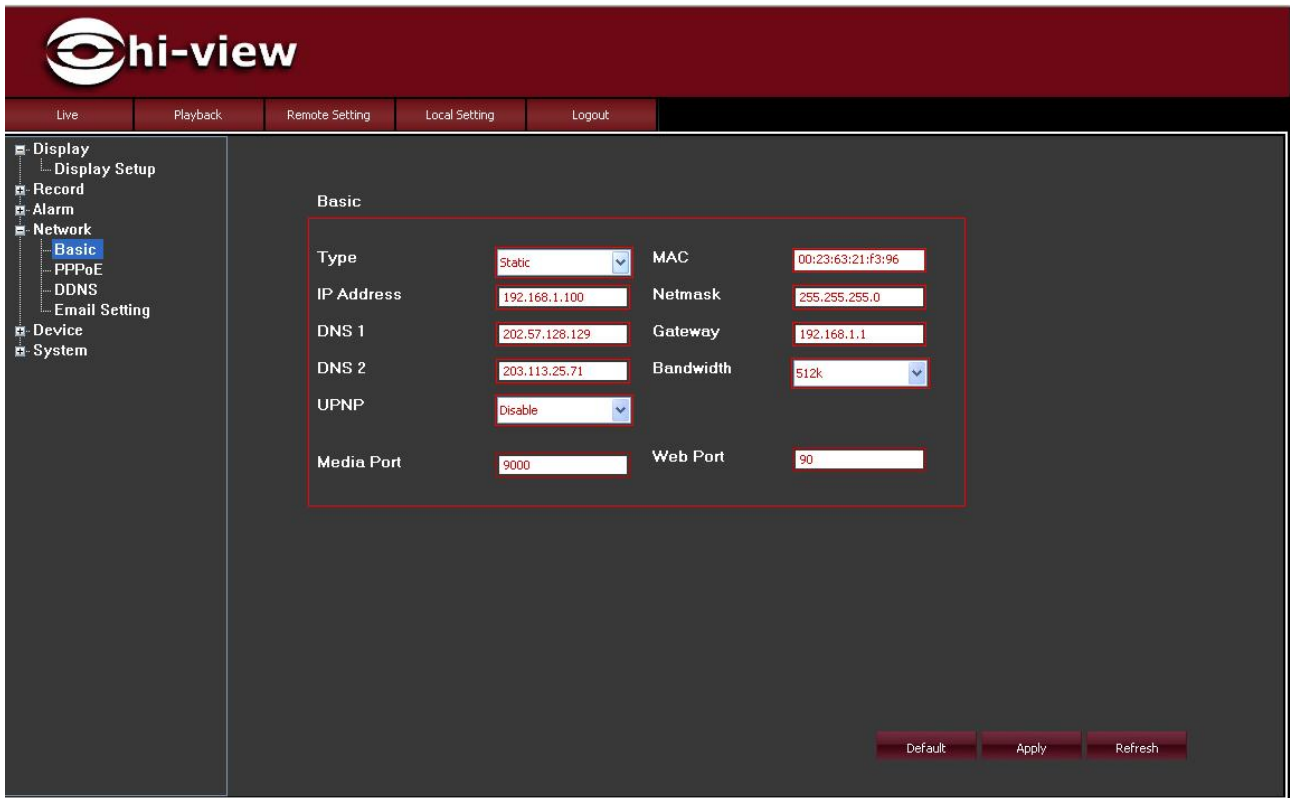 hi-view
Live Playback Remote Setting Local Setting Logout
Display
Display Setup
Record
Alarm
Network
Basic
PPPoE
DDNS
Email Setting
Device
System
Basic
Type Static MAC 00:23:63:21:f3:96
IP Address 192.168.1.100 Netmask 255.255.255.0
DNS 1 202.57.128.129 Gateway 192.168.1.1
DNS 2 203.113.25.71 Bandwidth 512k
UPNP Disable
Media Port 9000 Web Port 90
Default Apply Refresh